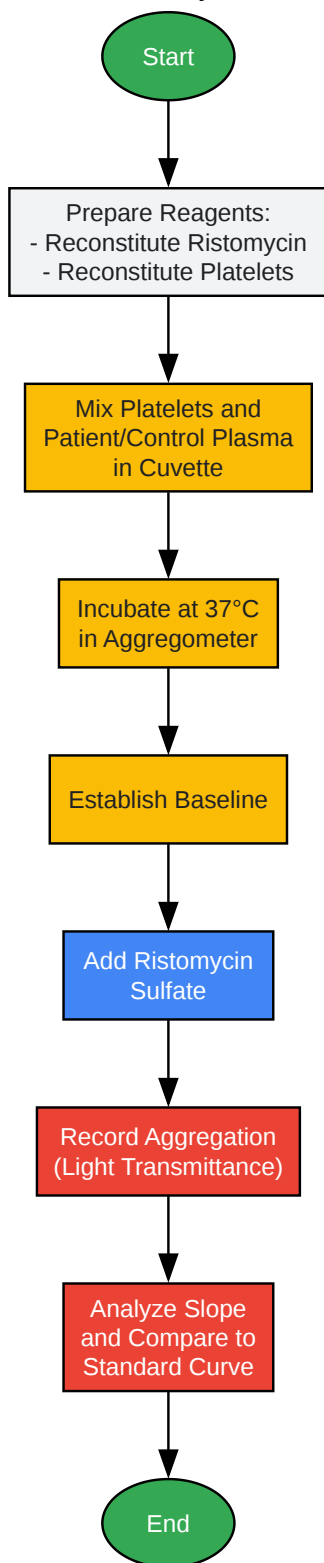 Start
Prepare Reagents:
- Reconstitute Ristomycin
- Reconstitute Platelets
Mix Platelets and
Patient/Control Plasma
in Cuvette
Incubate at 37°C
in Aggregometer
Establish Baseline
Add Ristomycin
Sulfate
Record Aggregation
(Light Transmittance)
Analyze Slope
and Compare to
Standard Curve
End